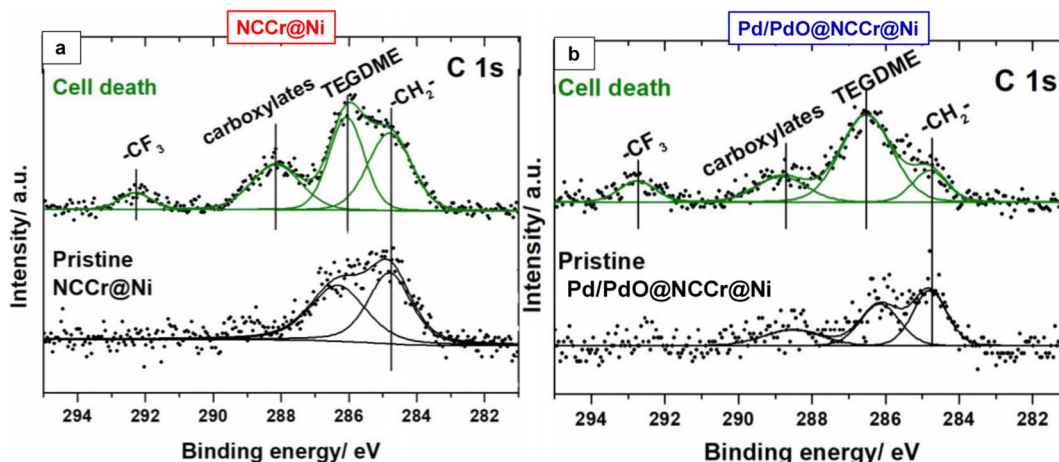 NCCr@Ni
a
C 1s
Cell death
-CF3
carboxylates
TEGDME
-CH2-
Pristine
NCCr@Ni
Intensity/ a.u.
294 292 290 288 286 284 282
Binding energy/ eV
Pd/PdO@NCCr@Ni
b
C 1s
Cell death
-CF3
carboxylates
TEGDME
-CH2-
Pristine
Pd/PdO@NCCr@Ni
Intensity/ a.u.
294 292 290 288 286 284 282
Binding energy/ eV